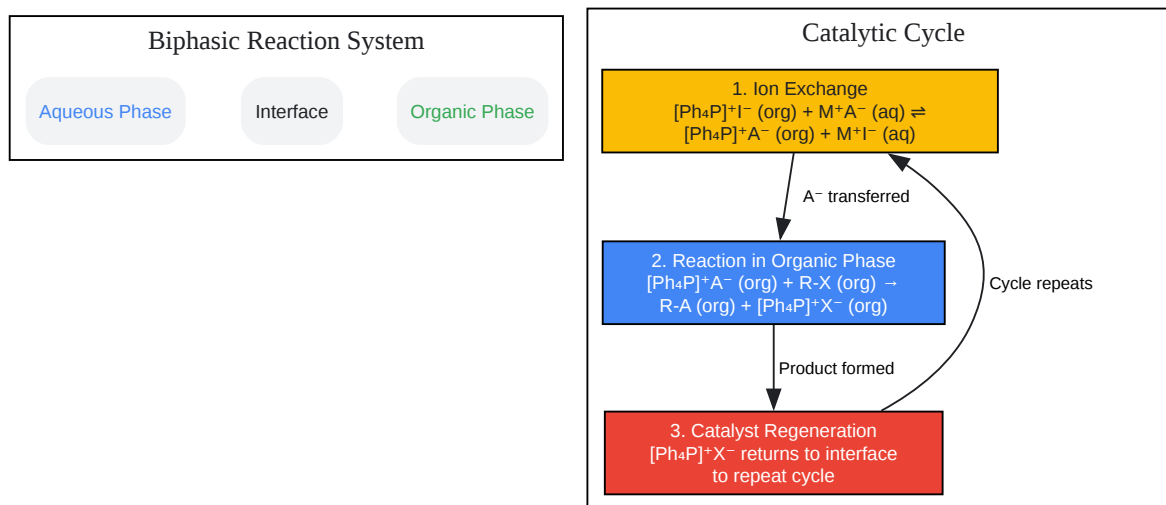 Biphasic Reaction System
Aqueous Phase
Interface
Organic Phase
Catalytic Cycle
1. Ion Exchange
[Ph₄P]⁺I⁻ (org) + M⁺A⁻ (aq) ⇌
[Ph₄P]⁺A⁻ (org) + M⁺I⁻ (aq)
A⁻ transferred
2. Reaction in Organic Phase
[Ph₄P]⁺A⁻ (org) + R-X (org) →
R-A (org) + [Ph₄P]⁺X⁻ (org)
Cycle repeats
Product formed
3. Catalyst Regeneration
[Ph₄P]⁺X⁻ returns to interface
to repeat cycle